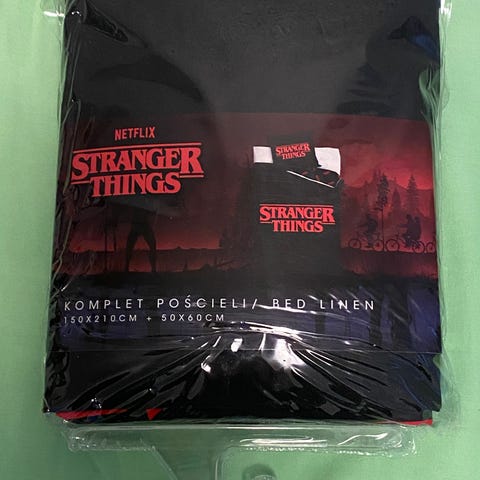 NETFLIX
STRANGER
THINGS
STRANGER
THINGS
STRANGER
THINGS
KOMPLET POŚCIELI/ BED LINEN
150X210CM + 50X60CM